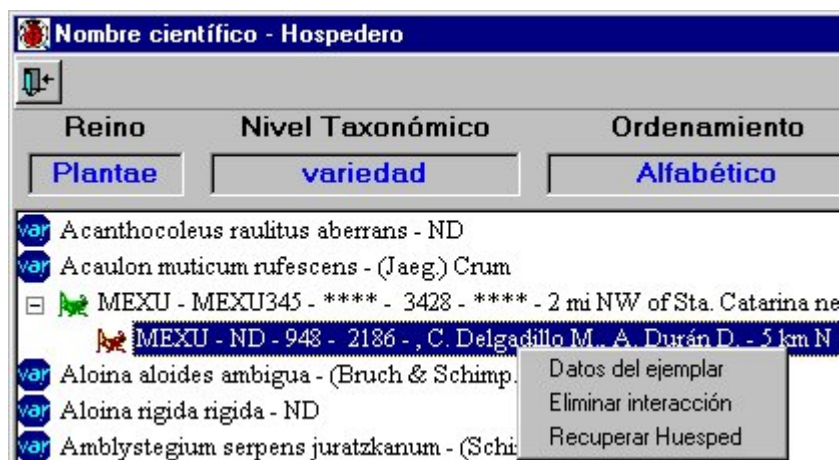 Nombre científico - Hospedero
Reino Nivel Taxonómico Ordenamiento
Plantae variedad Alfabético
var Acanthocoleus raulitus aberrans - ND
var Acaulon muticum rufescens - (Jaeg.) Crum
MEXU - MEXU345 - **** - 3428 - **** - 2 mi NW of Sta. Catarina ne
MEXU - ND - 948 - 2186 - , C. Delgadillo M., A. Durán D. - 5 km N
var Aloina aloides ambigua - (Bruch & Schimp.
Datos del ejemplar
var Aloina rigida rigida - ND
Eliminar interacción
var Amblystegium serpens juratzkanum - (Schi
Recuperar Huesped